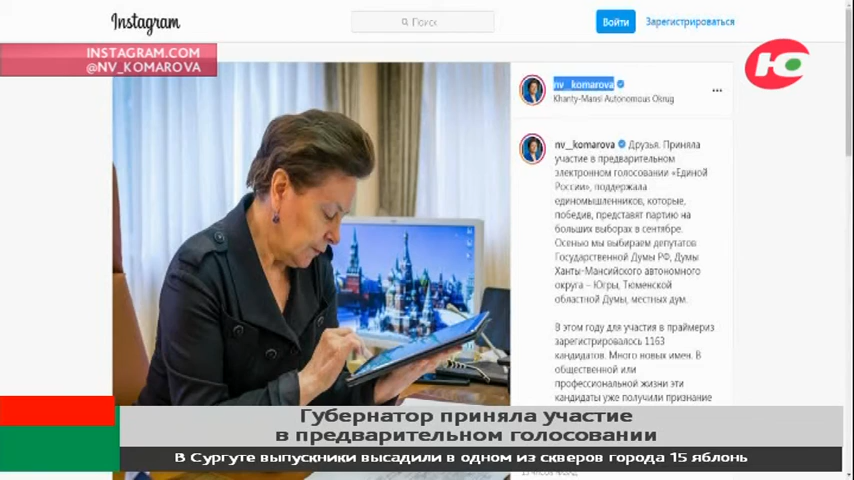 Instagram
Поиск
Войти
Зарегистрироваться
INSTAGRAM.COM
@NV_KOMAROVA
Ю
nv__komarova
Khanty-Mansi Autonomous Okrug
nv__komarova Друзья. Приняла
участие в предварительном
электронном голосовании «Единой
России», поддержала
единомышленников, которые,
победив, представят партию на
больших выборах в сентябре.
Осенью мы выбираем депутатов
Государственной Думы РФ, Думы
Ханты-Мансийского автономного
округа – Югры, Тюменской
областной Думы, местных дум.
В этом году для участия в праймериз
зарегистрировалось 1163
кандидатов. Много новых имен. В
общественной или
профессиональной жизни эти
кандидаты уже получили признание
Губернатор приняла участие
в предварительном голосовании
В Сургуте выпускники высадили в одном из скверов города 15 яблонь